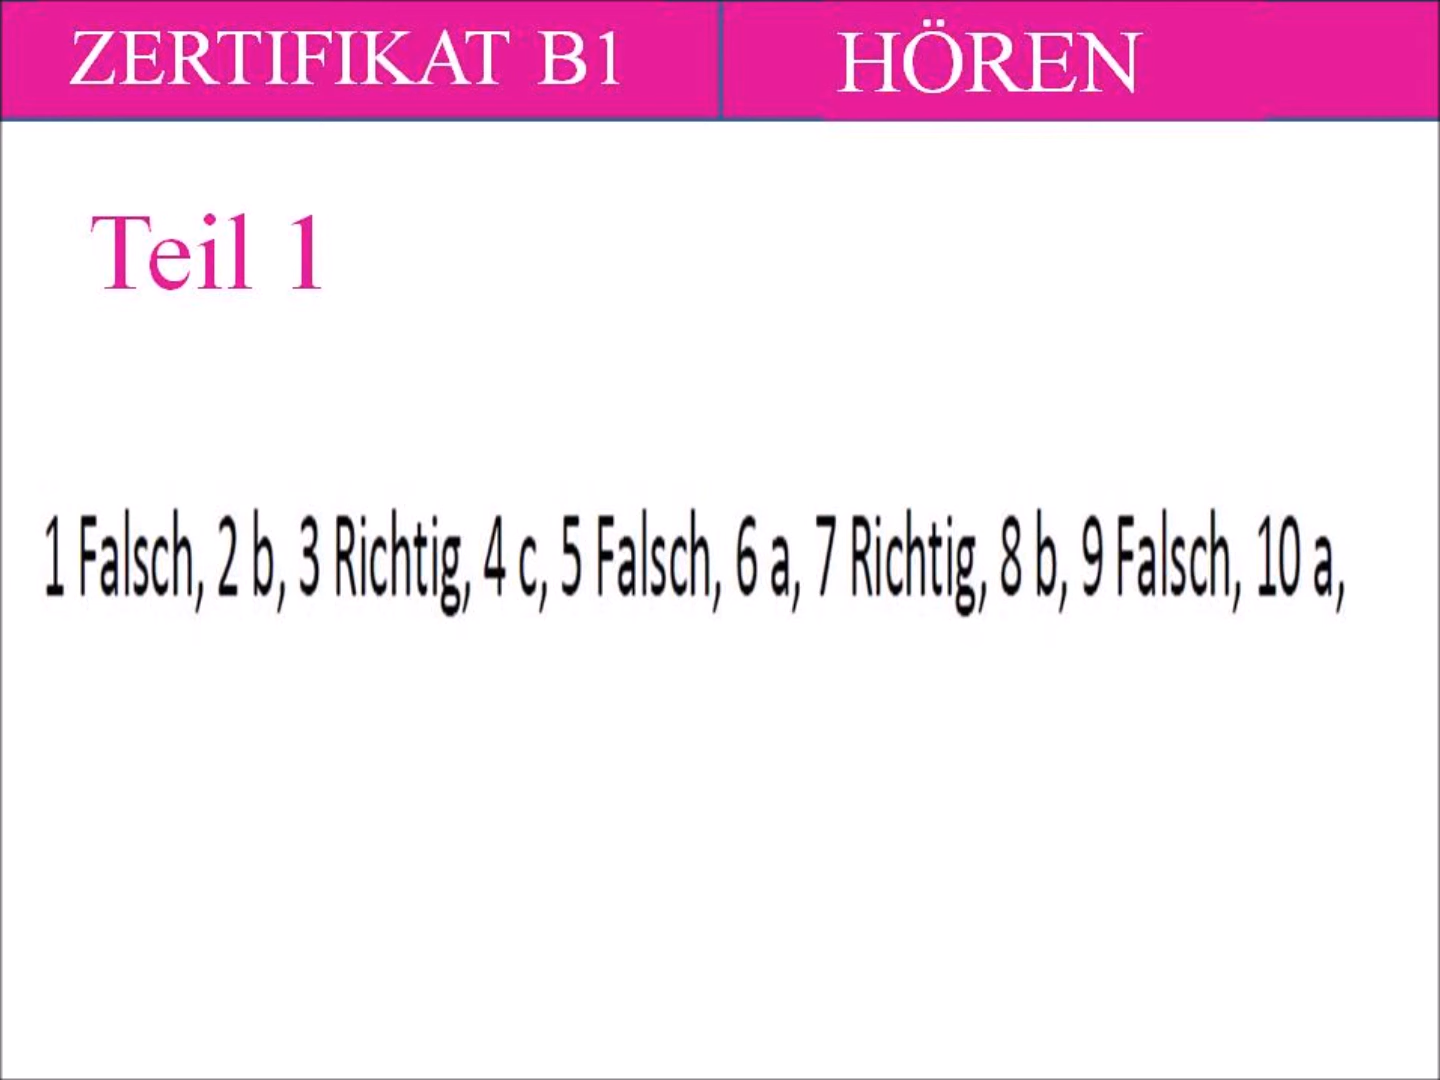 ZERTIFIKAT B1
HÖREN
Teil 1
1 Falsch, 2 b, 3 Richtig, 4 c, 5 Falsch, 6 a, 7 Richtig, 8 b, 9 Falsch, 10 a,